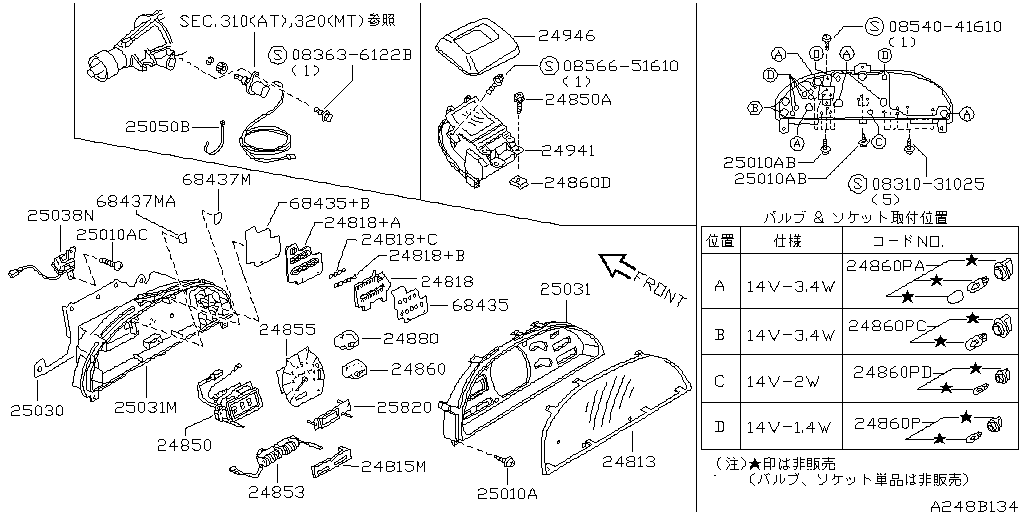 SEC.310(AT),320(MT)参照
Ⓢ08363-6122B
(1)
25050B
24946
Ⓢ08566-51610
(1)
24850A
24941
24860D
Ⓢ08540-41610
(1)
A
D
A
D
D
B
A
A
C
25010AB
25010AB
Ⓢ08310-31025
(5)
バルブ & ソケット取付位置
位置 仕様 コードNO.
A 14V-3.4W 24860PA ★ ★ ★
B 14V-3.4W 24860PC ★ ★
C 14V-2W 24860PD ★ ★
D 14V-1.4W 24860P ★ ★
(注)★印は非販売
(バルブ、ソケット単品は非販売)
A248B134
68437M
68437MA
25038N
25010AC
68435+B
24818+A
24818+C
24818+B
24818
68435
FRONT
25031
24855
24880
24860
25820
24815M
25030
25031M
24850
24853
25010A
24813